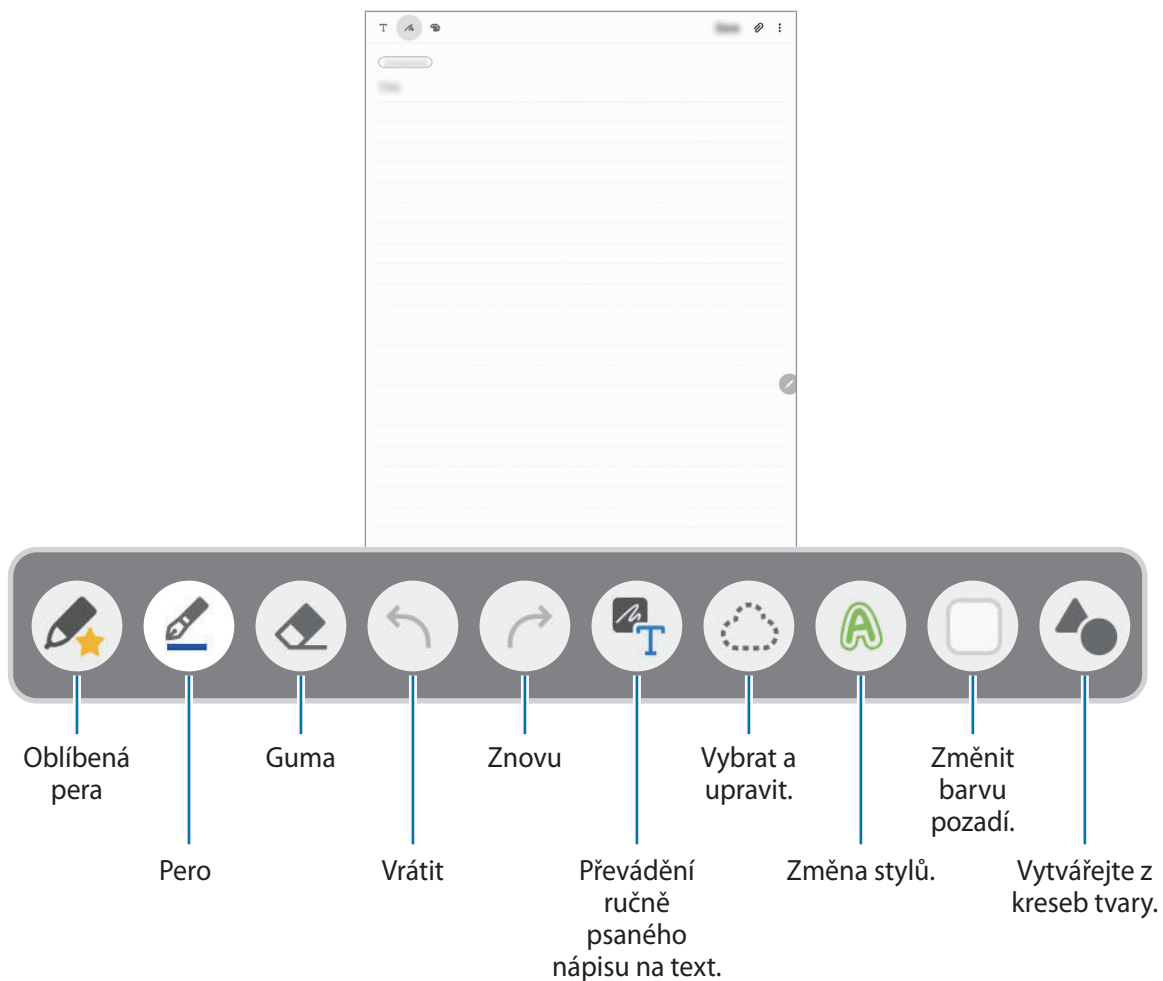 T
Oblíbená
pera
Guma
Znovu
Vybrat a
upravit.
Změnit
barvu
pozadí.
Pero
Vrátit
Převádění
ručně
psaného
nápisu na text.
Změna stylů.
Vytvářejte z
kreseb tvary.